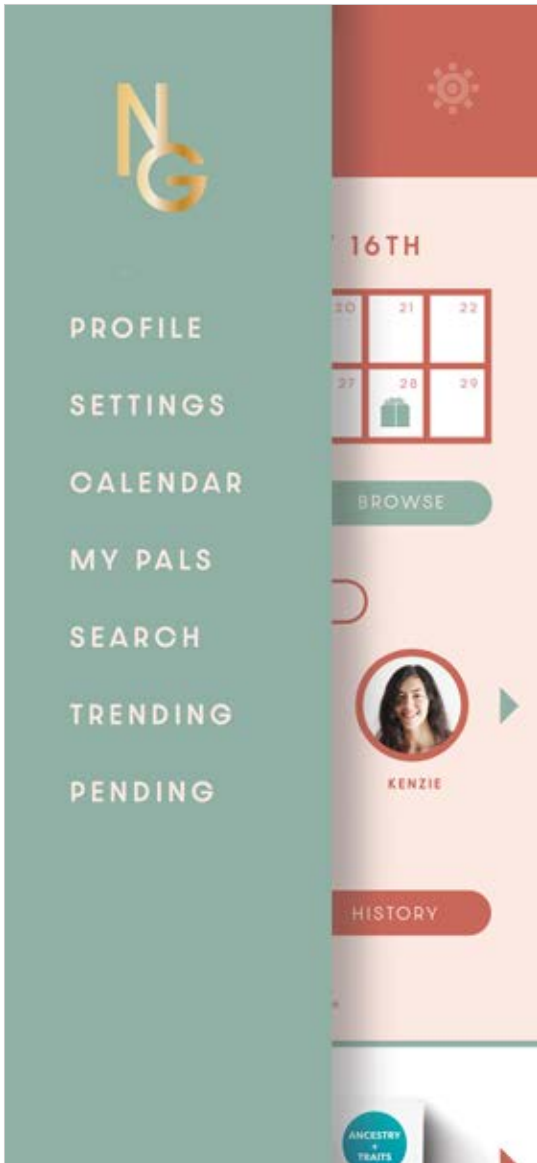 NG
16TH
20 21 22
PROFILE
SETTINGS
27 28 29
CALENDAR
BROWSE
MY PALS
SEARCH
TRENDING
KENZIE
PENDING
HISTORY
ANCESTRY
+
TRAITS